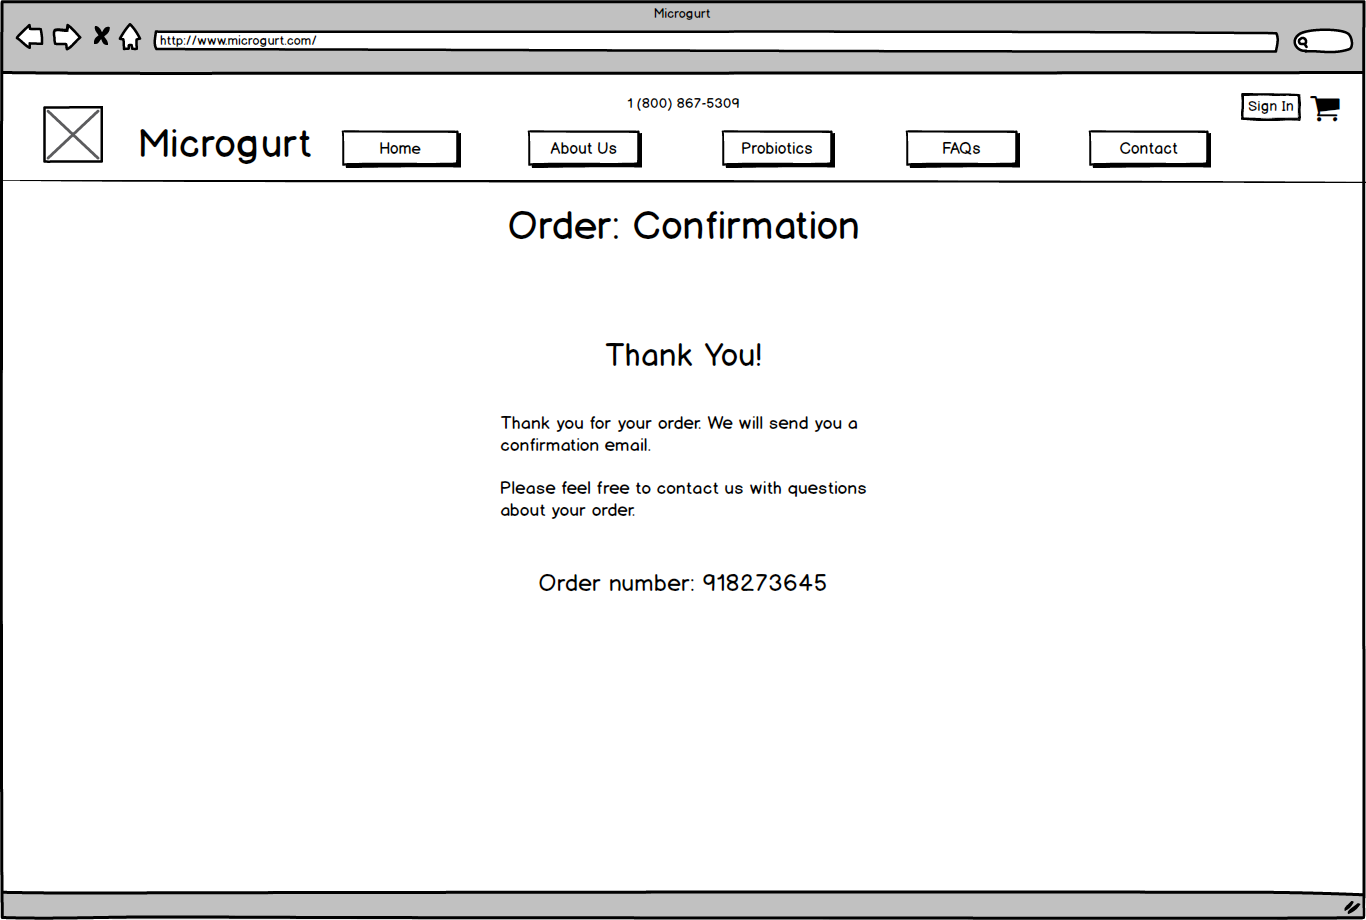 Microgurt
http://www.microgurt.com/
1 (800) 867-5309
Sign In
Microgurt
Home
About Us
Probiotics
FAQs
Contact
Order: Confirmation
Thank You!
Thank you for your order. We will send you a
confirmation email.
Please feel free to contact us with questions
about your order.
Order number: 918273645